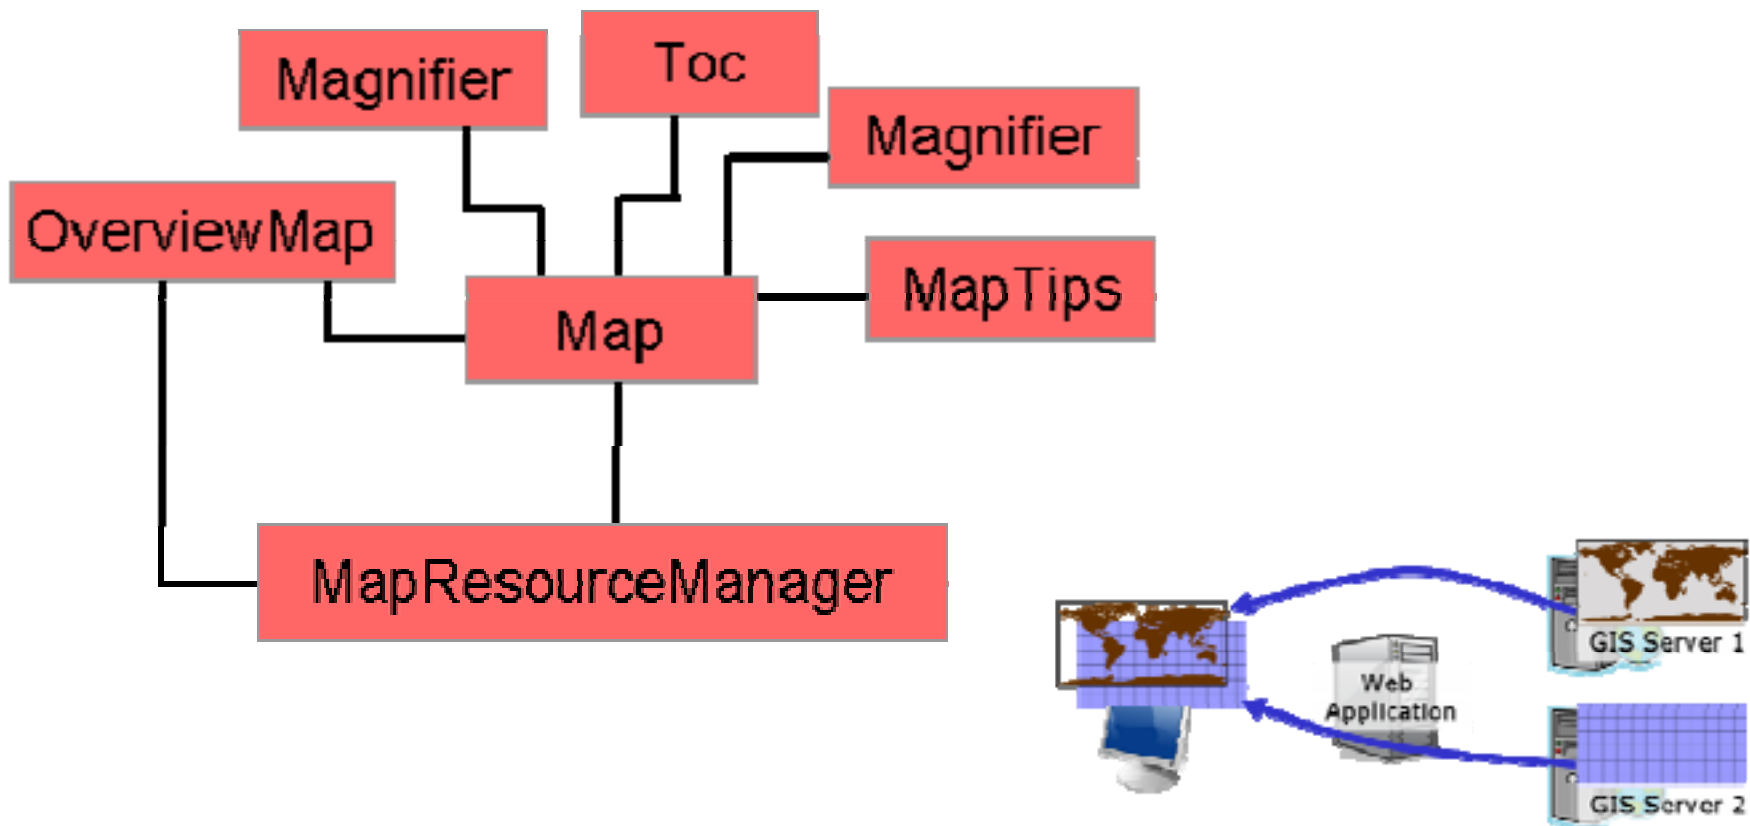 Magnifier
Toc
Magnifier
OverviewMap
MapTips
Map
MapResourceManager
GIS Server 1
Web
Application
GIS Server 2